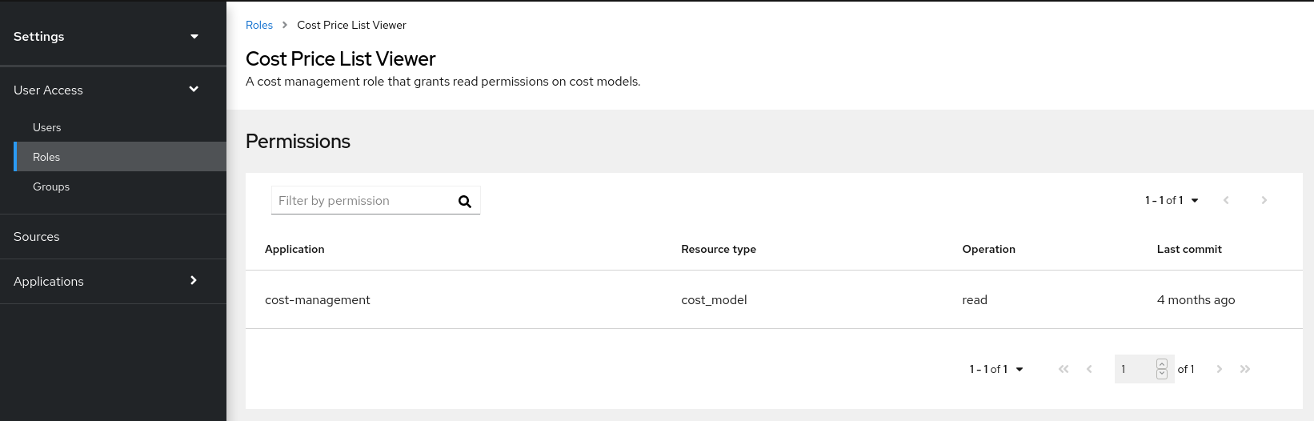 Settings
User Access
Users
Roles
Groups
Sources
Applications
Roles > Cost Price List Viewer
Cost Price List Viewer
A cost management role that grants read permissions on cost models.
Permissions
Filter by permission
1 - 1 of 1
Application Resource type Operation Last commit
cost-management cost_model read 4 months ago
1 - 1 of 1 1 of 1